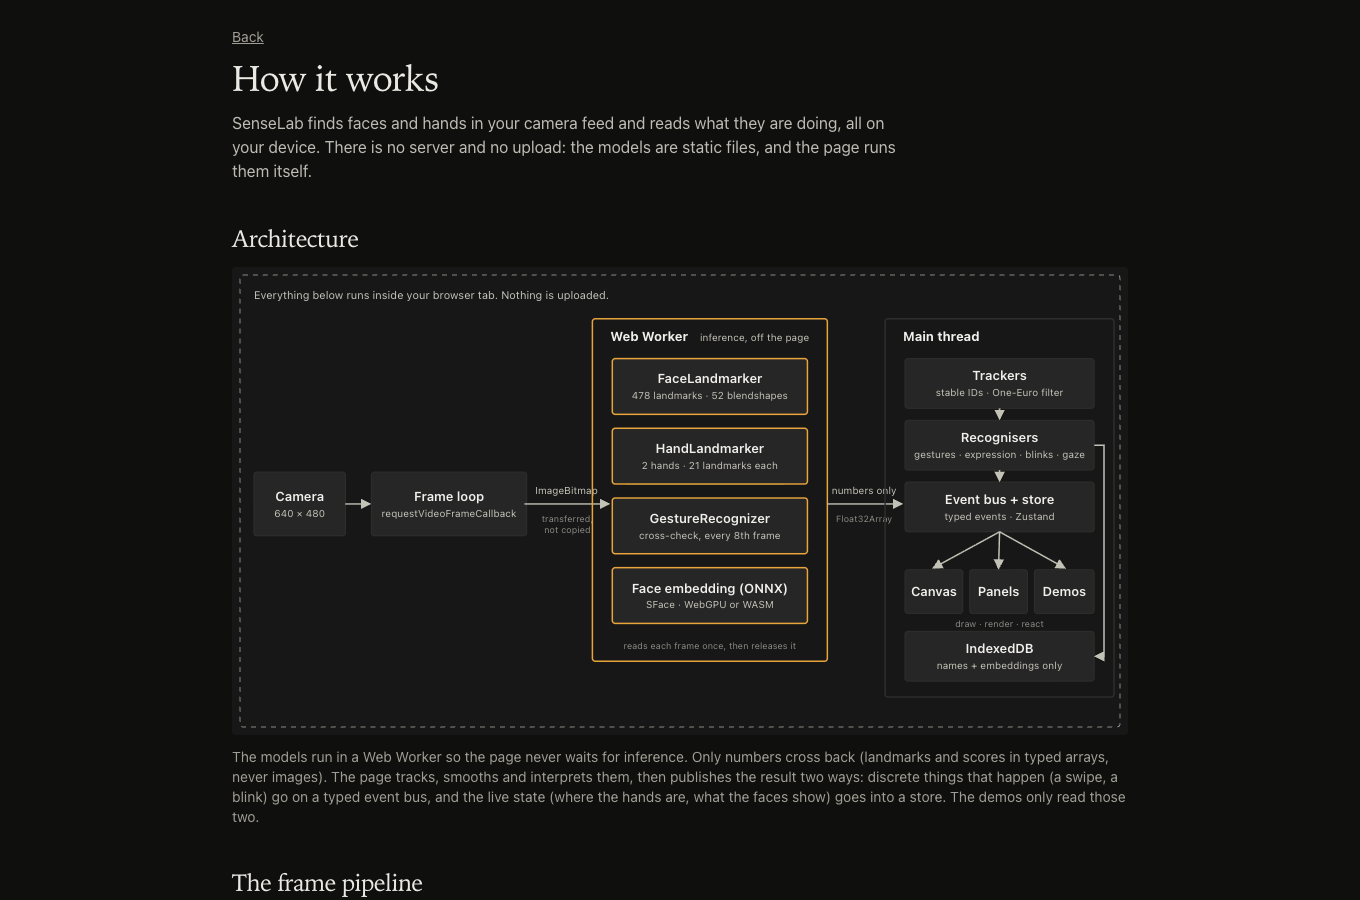 Back
How it works
SenseLab finds faces and hands in your camera feed and reads what they are doing, all on
your device. There is no server and no upload: the models are static files, and the page runs
them itself.
Architecture
Everything below runs inside your browser tab. Nothing is uploaded.
Camera
640 × 480
Frame loop
requestVideoFrameCallback
ImageBitmap
transferred,
not copied
Web Worker inference, off the page
FaceLandmarker
478 landmarks · 52 blendshapes
HandLandmarker
2 hands · 21 landmarks each
GestureRecognizer
cross-check, every 8th frame
Face embedding (ONNX)
SFace · WebGPU or WASM
reads each frame once, then releases it
numbers only
Float32Array
Main thread
Trackers
stable IDs · One-Euro filter
Recognisers
gestures · expression · blinks · gaze
Event bus + store
typed events · Zustand
Canvas
Panels
Demos
draw · render · react
IndexedDB
names + embeddings only
The models run in a Web Worker so the page never waits for inference. Only numbers cross back (landmarks and scores in typed arrays,
never images). The page tracks, smooths and interprets them, then publishes the result two ways: discrete things that happen (a swipe, a
blink) go on a typed event bus, and the live state (where the hands are, what the faces show) goes into a store. The demos only read those
two.
The frame pipeline